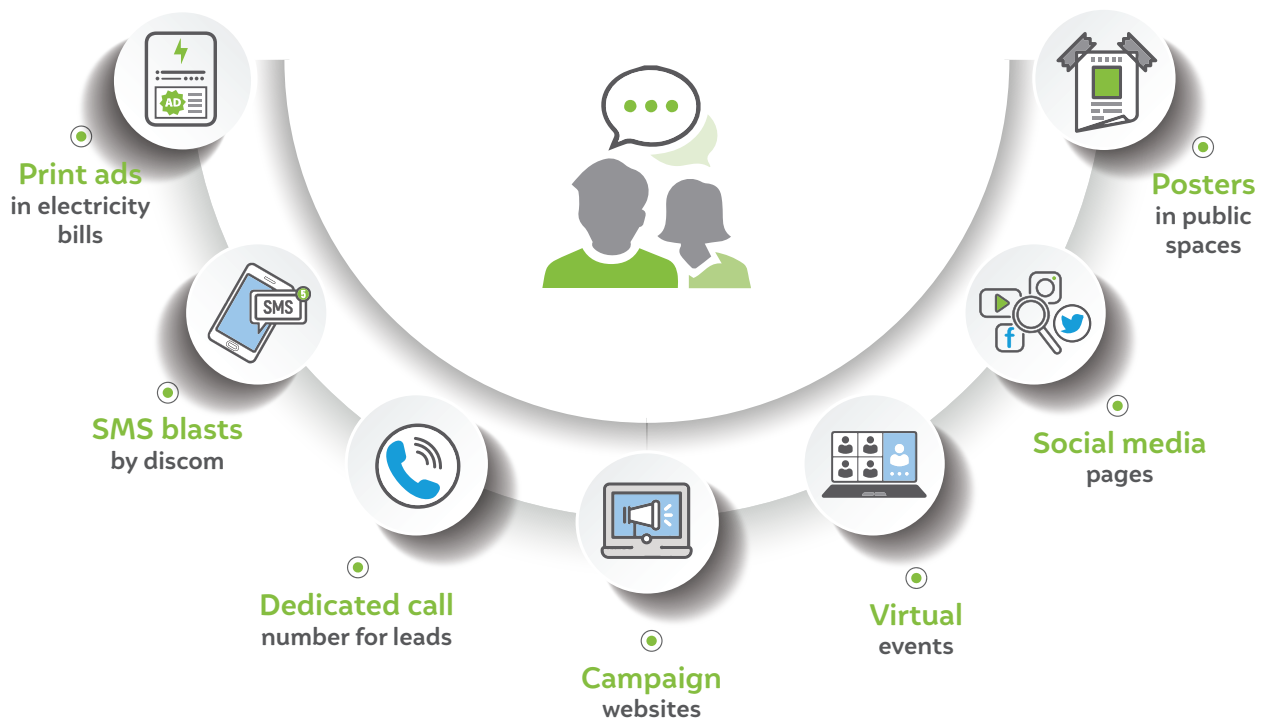 AD
Print ads
in electricity
bills
SMS
5
SMS blasts
by discom
Dedicated call
number for leads
Campaign
websites
Virtual
events
f
Social media
pages
Posters
in public
spaces